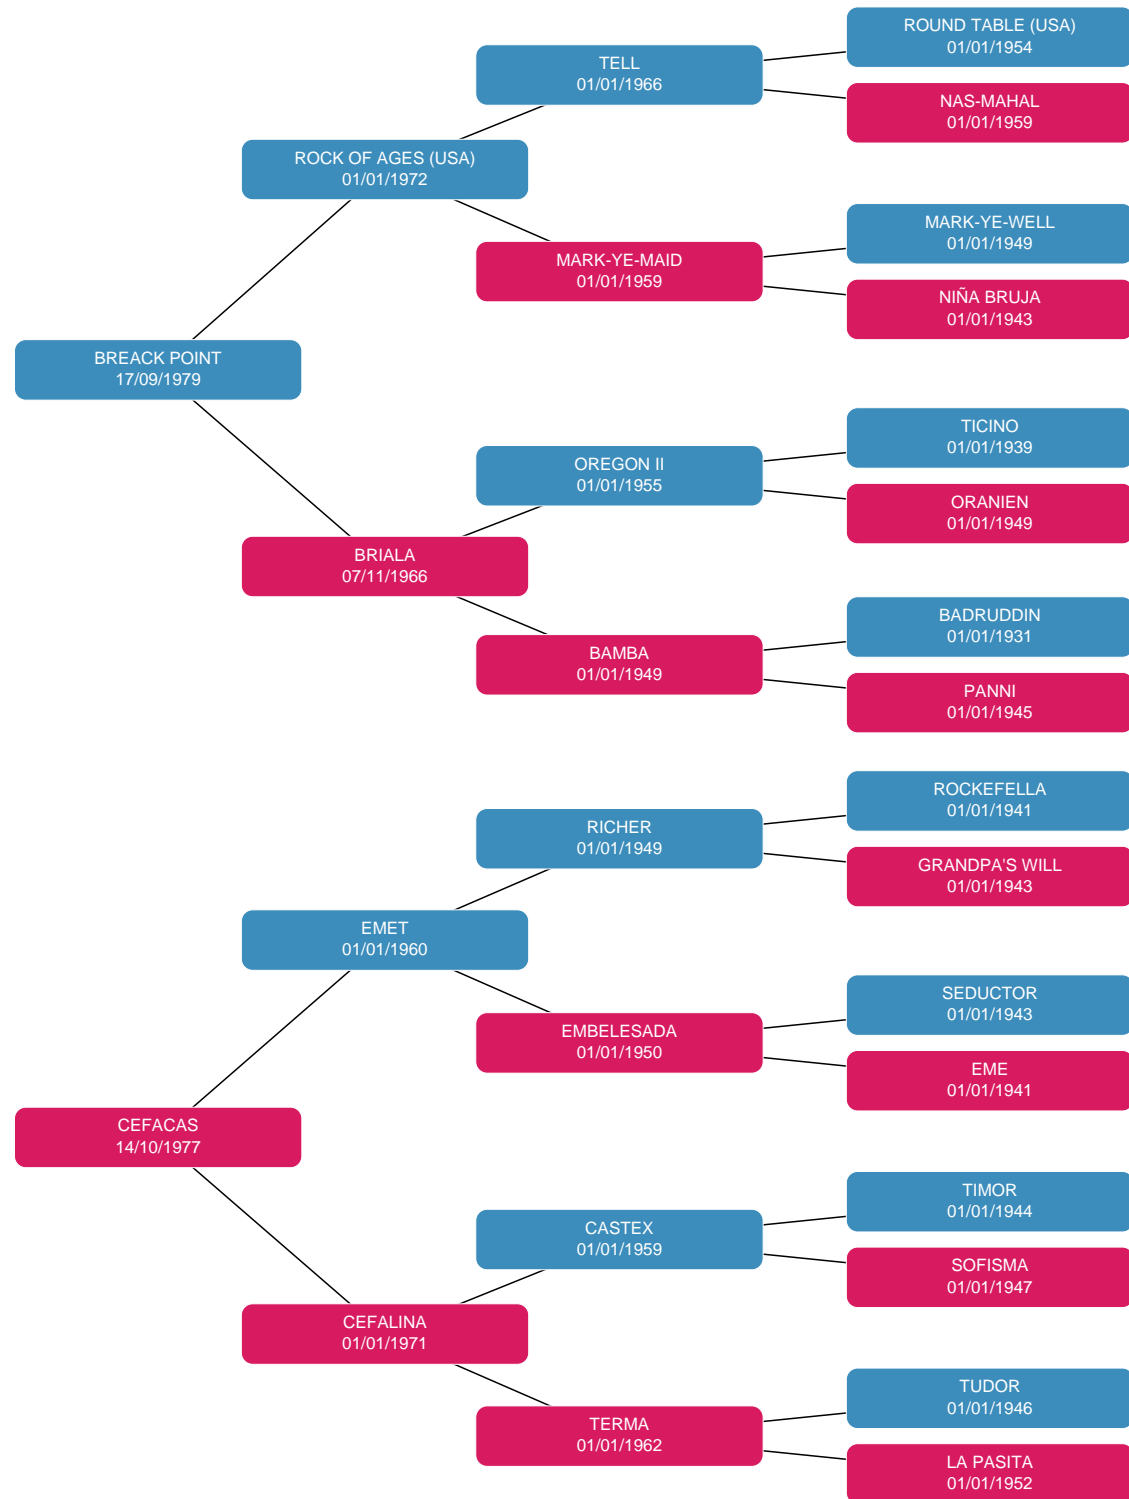 ROUND TABLE (USA)
01/01/1954
TELL
01/01/1966
NAS-MAHAL
01/01/1959
ROCK OF AGES (USA)
01/01/1972
MARK-YE-WELL
01/01/1949
MARK-YE-MAID
01/01/1959
NIÑA BRUJA
01/01/1943
BREACK POINT
17/09/1979
TICINO
01/01/1939
OREGON II
01/01/1955
ORANIEN
01/01/1949
BRIALA
07/11/1966
BADRUDDIN
01/01/1931
BAMBA
01/01/1949
PANNI
01/01/1945
ROCKEFELLA
01/01/1941
RICHER
01/01/1949
GRANDPA'S WILL
01/01/1943
EMET
01/01/1960
SEDUCTOR
01/01/1943
EMBELESADA
01/01/1950
EME
01/01/1941
CEFACAS
14/10/1977
TIMOR
01/01/1944
CASTEX
01/01/1959
SOFISMA
01/01/1947
CEFALINA
01/01/1971
TUDOR
01/01/1946
TERMA
01/01/1962
LA PASITA
01/01/1952